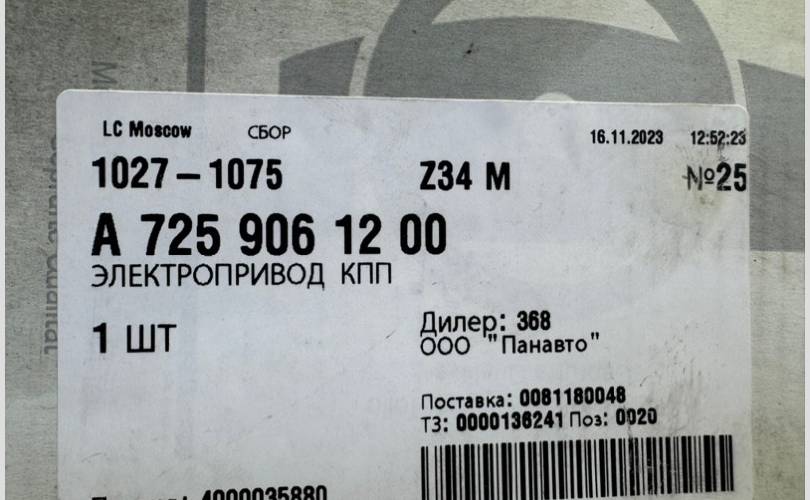 LC Moscow СБОР 16.11.2023 12:52:23
1027 – 1075 Z34 M №25
A 725 906 12 00
ЭЛЕКТРОПРИВОД КПП
1 ШТ
Дилер: 368
ООО "Панавто"
Поставка: 0081180048
ТЗ: 0000136241 Поз: 0020
4000035880